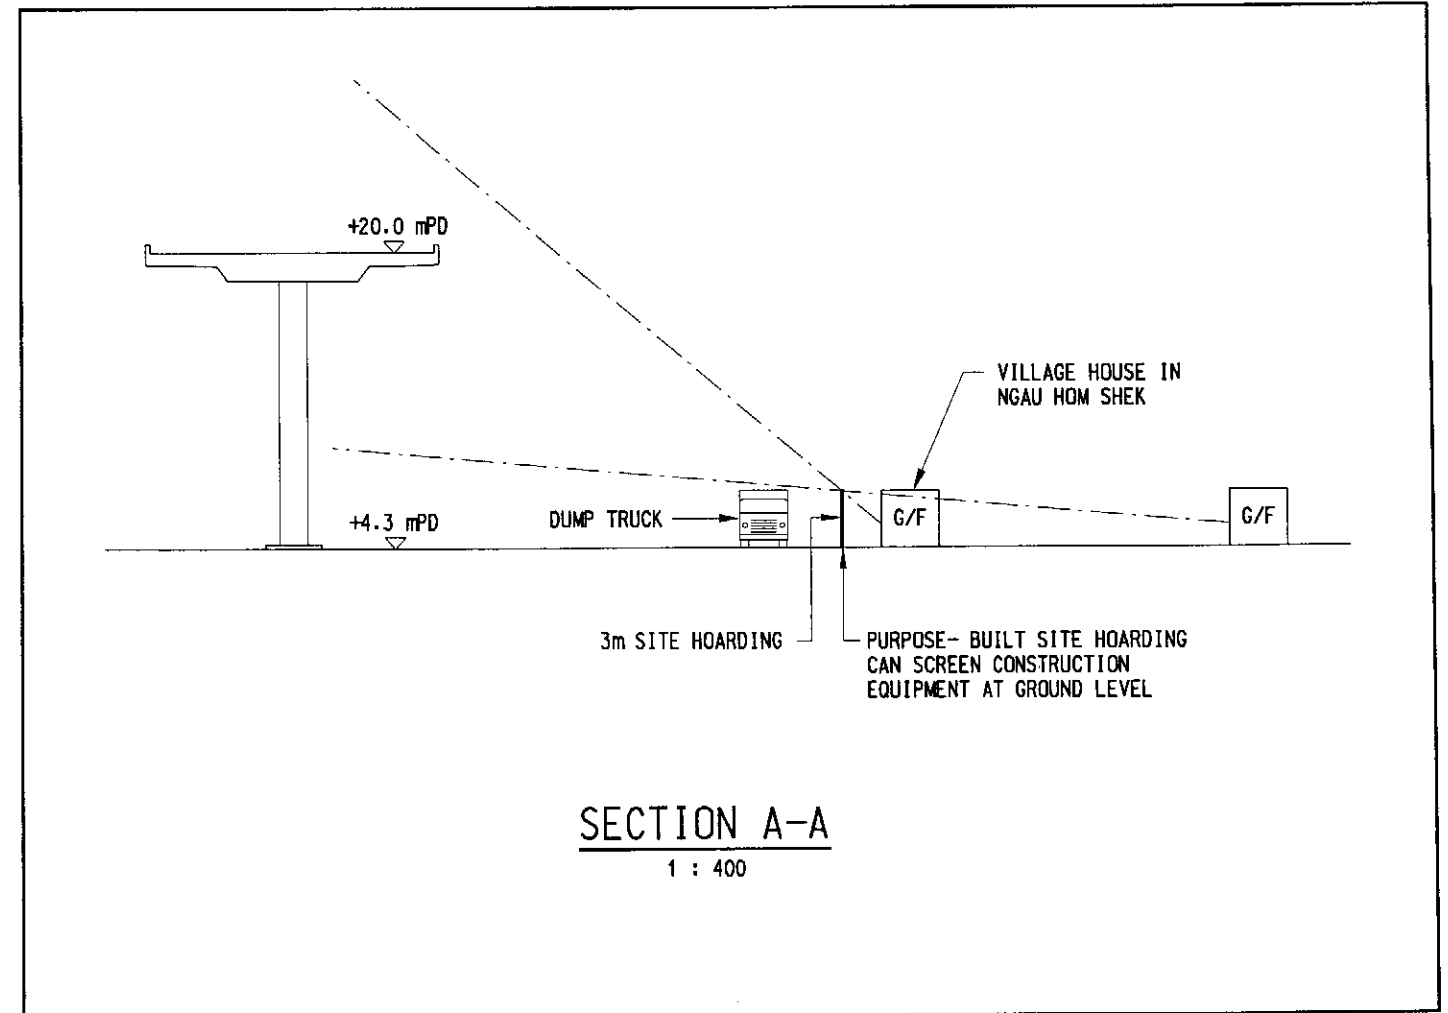 +20.0 mPD
VILLAGE HOUSE IN
NGAU HOM SHEK
+4.3 mPD
DUMP TRUCK
G/F
G/F
3m SITE HOARDING
PURPOSE- BUILT SITE HOARDING
CAN SCREEN CONSTRUCTION
EQUIPMENT AT GROUND LEVEL
SECTION A-A
1 : 400